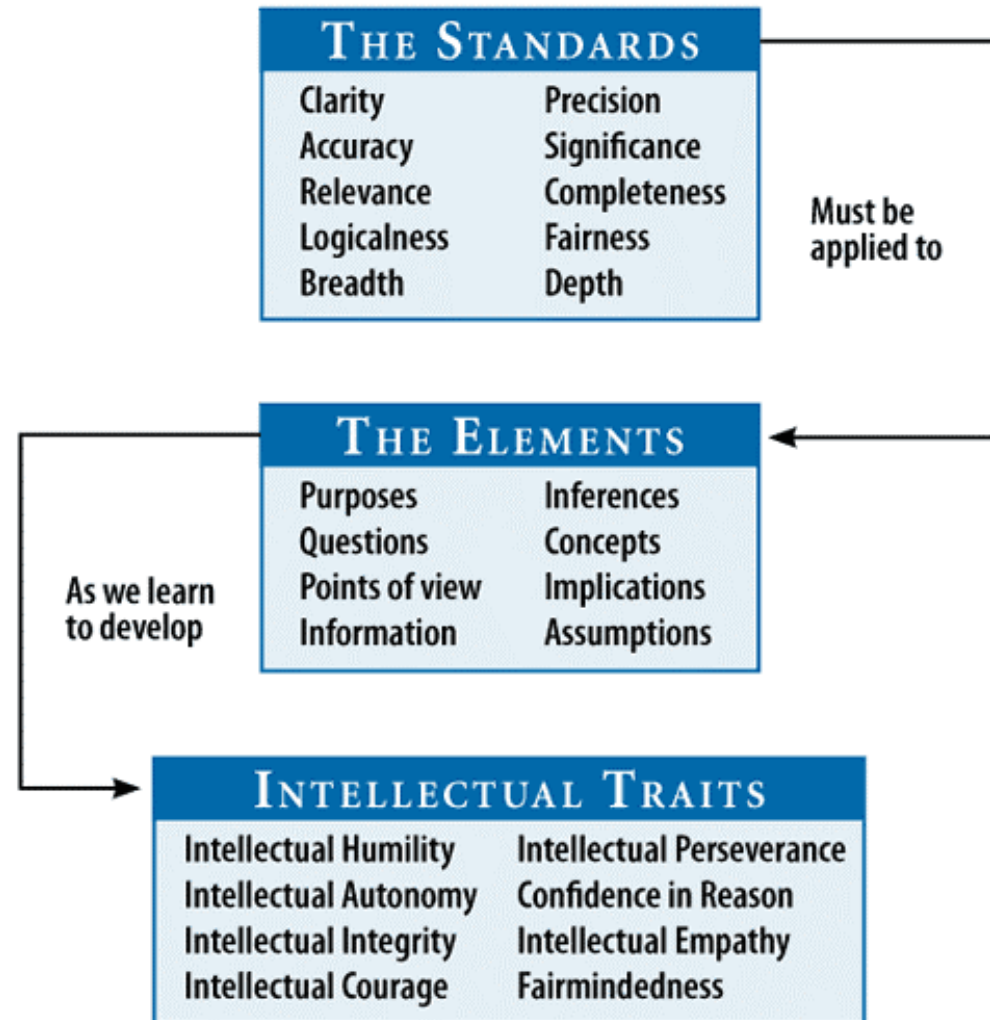 THE STANDARDS
Clarity Precision
Accuracy Significance
Relevance Completeness
Logicalness Fairness
Breadth Depth
Must be
applied to
THE ELEMENTS
Purposes Inferences
Questions Concepts
Points of view Implications
Information Assumptions
As we learn
to develop
INTELLECTUAL TRAITS
Intellectual Humility Intellectual Perseverance
Intellectual Autonomy Confidence in Reason
Intellectual Integrity Intellectual Empathy
Intellectual Courage Fairmindedness